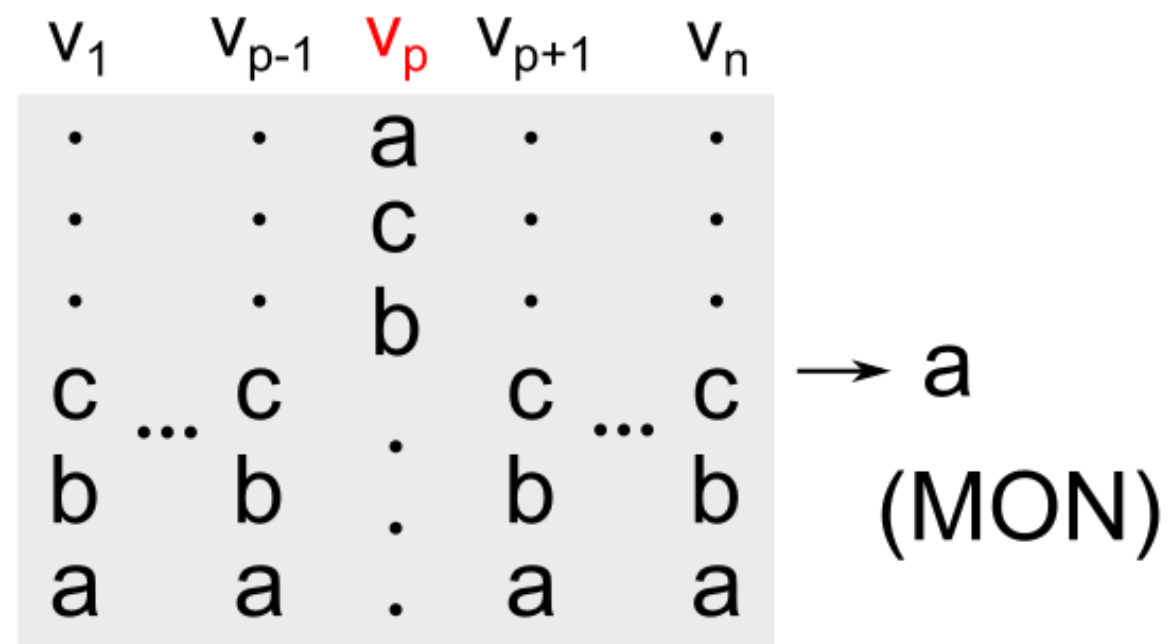 v1 vp-1 vp vp+1 vn
. . a . .
. . c . .
. . b . .
c ... c c ... c → a
b b . b b (MON)
a a . a a